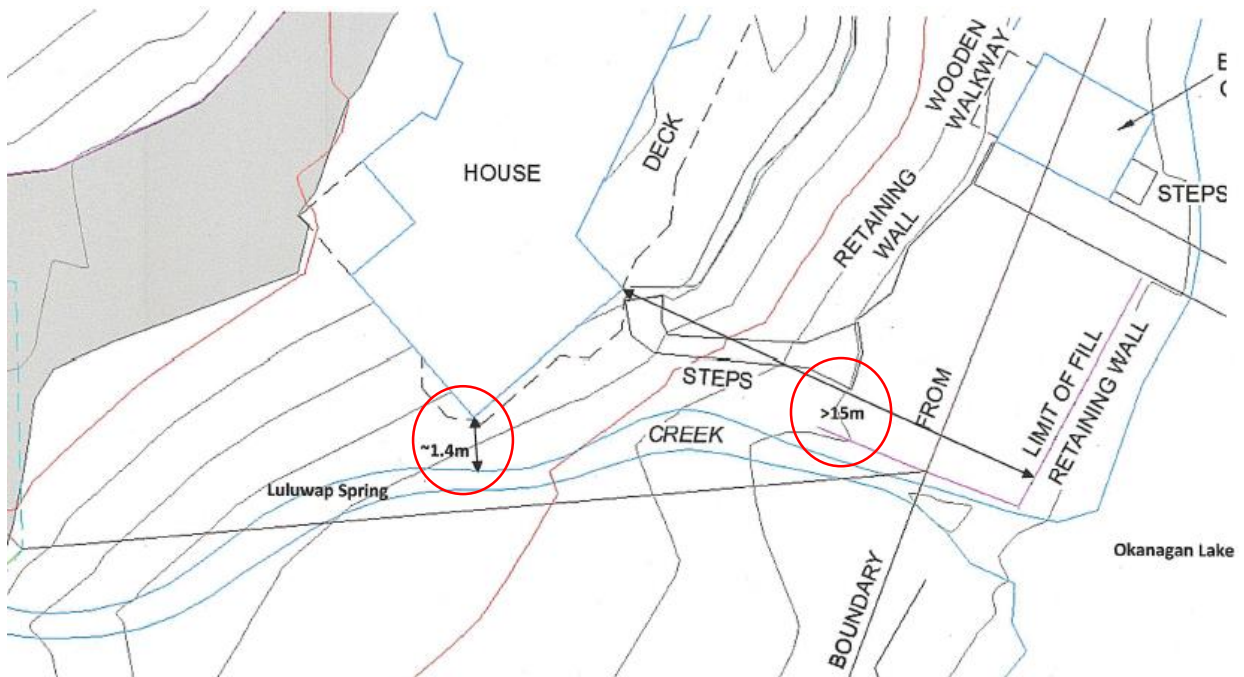 WOODEN
WALKWAY
E
C
DECK
HOUSE
STEPS
RETAINING
WALL
STEPS
LIMIT OF FILL
RETAINING WALL
FROM
>15m
CREEK
~1.4m
Luluwap Spring
Okanagan Lake
BOUNDARY